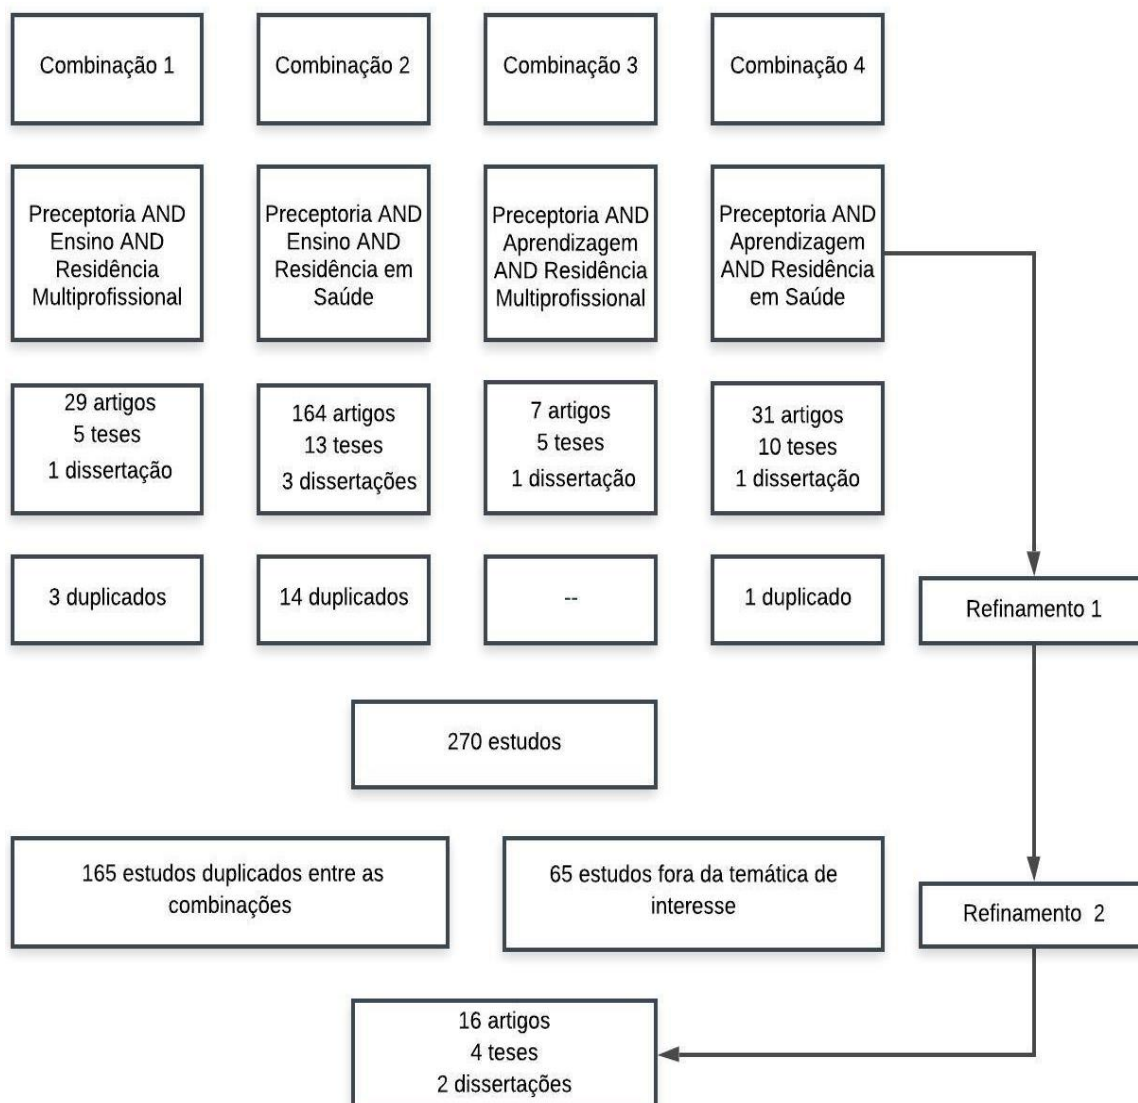 Combinação 1
Combinação 2
Combinação 3
Combinação 4
Preceptoria AND
Ensino AND
Residência
Multiprofissional
Preceptoria AND
Ensino AND
Residência em
Saúde
Preceptoria AND
Aprendizagem
AND Residência
Multiprofissional
Preceptoria AND
Aprendizagem
AND Residência
em Saúde
29 artigos
5 teses
1 dissertação
164 artigos
13 teses
3 dissertações
7 artigos
5 teses
1 dissertação
31 artigos
10 teses
1 dissertação
3 duplicados
14 duplicados
--
1 duplicado
Refinamento 1
270 estudos
165 estudos duplicados entre as
combinações
65 estudos fora da temática de
interesse
Refinamento 2
16 artigos
4 teses
2 dissertações